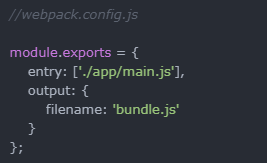 //webpack.config.js
module.exports = {
    entry: ['./app/main.js'],
    output: {
        filename: 'bundle.js'
    }
};